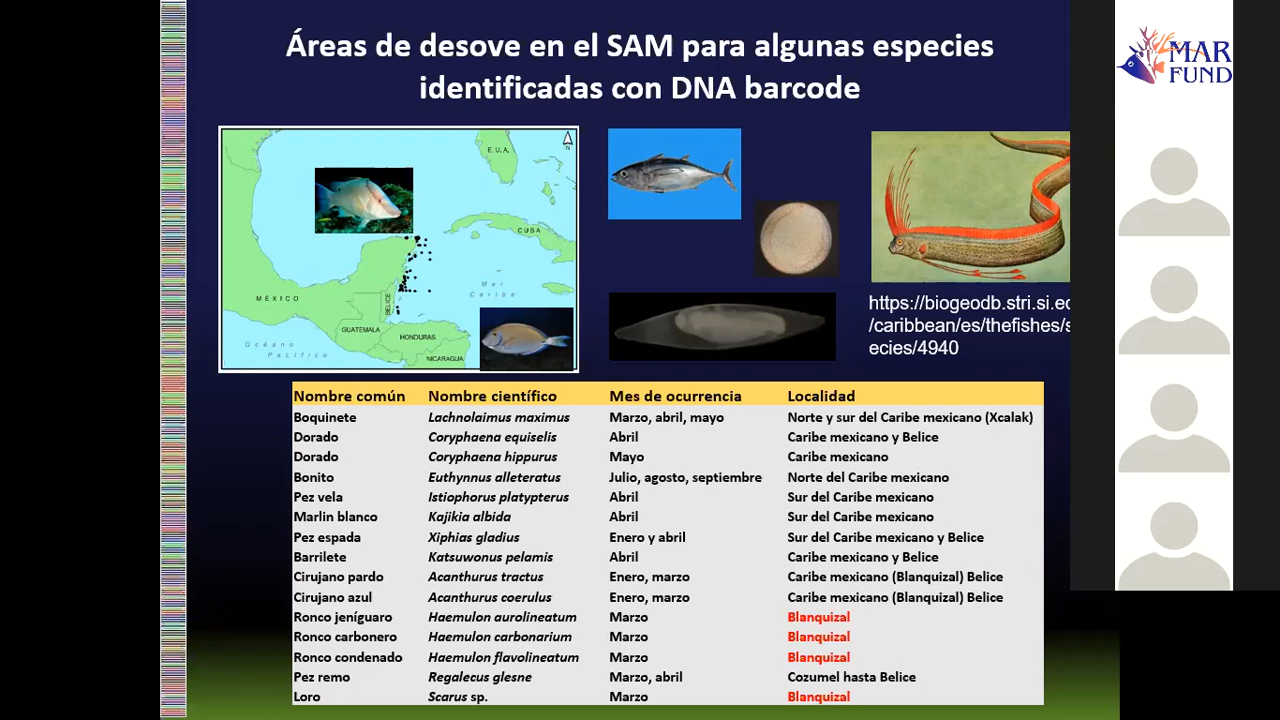 Áreas de desove en el SAM para algunas especies
identificadas con DNA barcode
MAR
FUND
N
E.U.A.
CUBA
Mar
Caribe
MÉXICO
BELICE
GUATEMALA
HONDURAS
NICARAGUA
Océano
Pacífico
https://biogeodb.stri.si.ed
/caribbean/es/thefishes/s
ecies/4940
Nombre común Nombre científico Mes de ocurrencia Localidad
Boquinete Lachnolaimus maximus Marzo, abril, mayo Norte y sur del Caribe mexicano (Xcalak)
Dorado Coryphaena equiselis Abril Caribe mexicano y Belice
Dorado Coryphaena hippurus Mayo Caribe mexicano
Bonito Euthynnus alleteratus Julio, agosto, septiembre Norte del Caribe mexicano
Pez vela Istiophorus platypterus Abril Sur del Caribe mexicano
Marlin blanco Kajikia albida Abril Sur del Caribe mexicano
Pez espada Xiphias gladius Enero y abril Sur del Caribe mexicano y Belice
Barrilete Katsuwonus pelamis Abril Caribe mexicano y Belice
Cirujano pardo Acanthurus bahianus Enero, marzo Caribe mexicano (Blanquizal) Belice
Cirujano azul Acanthurus coerulus Enero, marzo Caribe mexicano (Blanquizal) Belice
Ronco jeniguaro Haemulon aurolineatum Marzo Blanquizal
Ronco carbonero Haemulon carbonarium Marzo Blanquizal
Ronco condenado Haemulon flavolineatum Marzo Blanquizal
Pez remo Regalecus glesne Marzo, abril Cozumel hasta Belice
Loro Scarus sp. Marzo Blanquizal